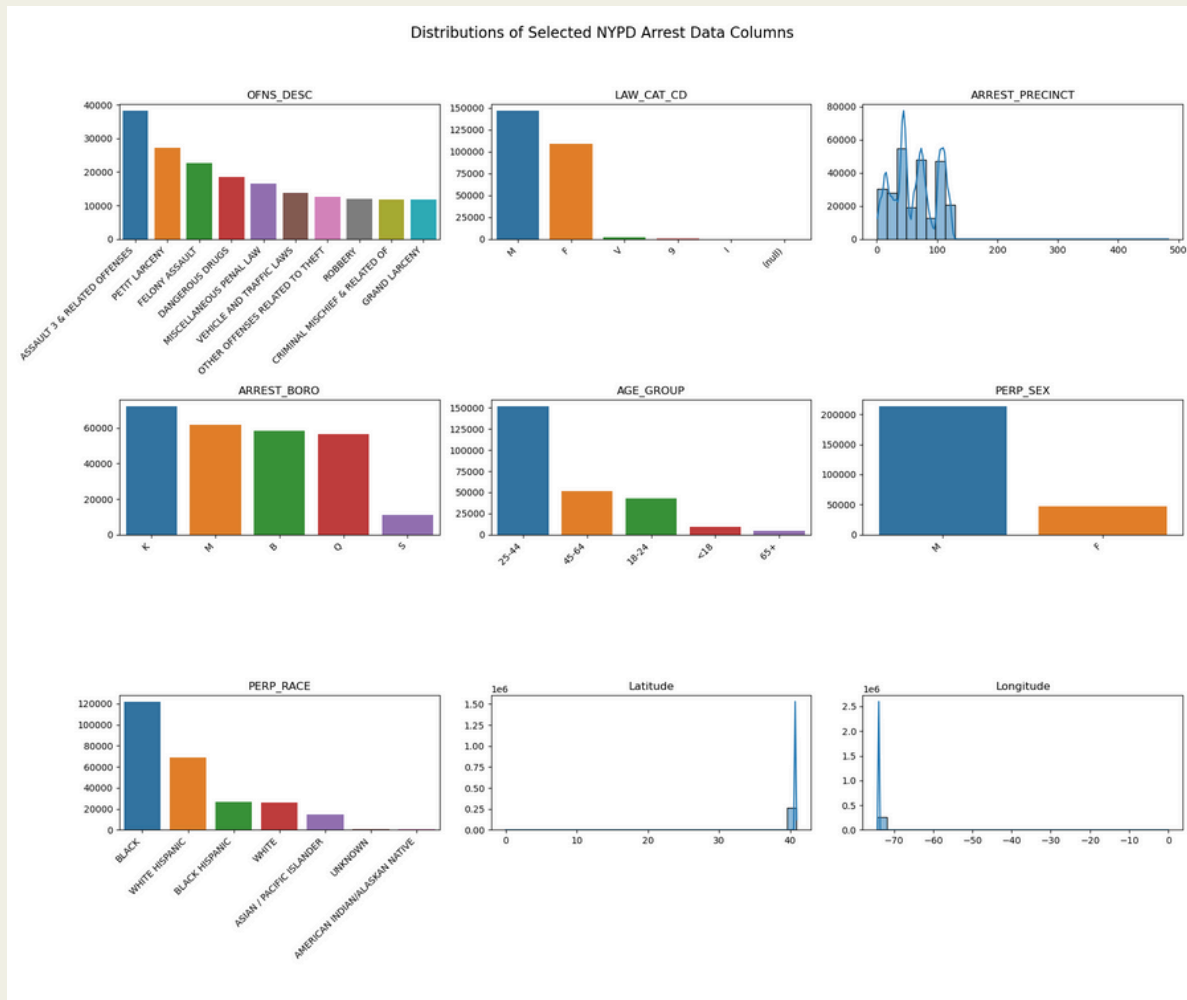 Distributions of Selected NYPD Arrest Data Columns
OFNS_DESC
40000
30000
20000
10000
0
ASSAULT 3 & RELATED OFFENSES
PETIT LARCENY
FELONY ASSAULT
DANGEROUS DRUGS
MISCELLANEOUS PENAL LAW
VEHICLE AND TRAFFIC LAWS
OTHER OFFENSES RELATED TO THEFT
ROBBERY
CRIMINAL MISCHIEF & RELATED OF
GRAND LARCENY
LAW_CAT_CD
150000
125000
100000
75000
50000
25000
0
M
F
V
9
I
(null)
ARREST_PRECINCT
80000
60000
40000
20000
0
0 100 200 300 400 500
ARREST_BORO
60000
40000
20000
0
K
M
B
Q
S
AGE_GROUP
150000
125000
100000
75000
50000
25000
0
25-44
45-64
18-24
<18
65+
PERP_SEX
200000
150000
100000
50000
0
M
F
PERP_RACE
120000
100000
80000
60000
40000
20000
0
BLACK
WHITE HISPANIC
BLACK HISPANIC
WHITE
ASIAN / PACIFIC ISLANDER
UNKNOWN
AMERICAN INDIAN/ALASKAN NATIVE
Latitude
1e6
1.50
1.25
1.00
0.75
0.50
0.25
0.00
0 10 20 30 40
Longitude
1e6
2.5
2.0
1.5
1.0
0.5
0.0
−70 −60 −50 −40 −30 −20 −10 0